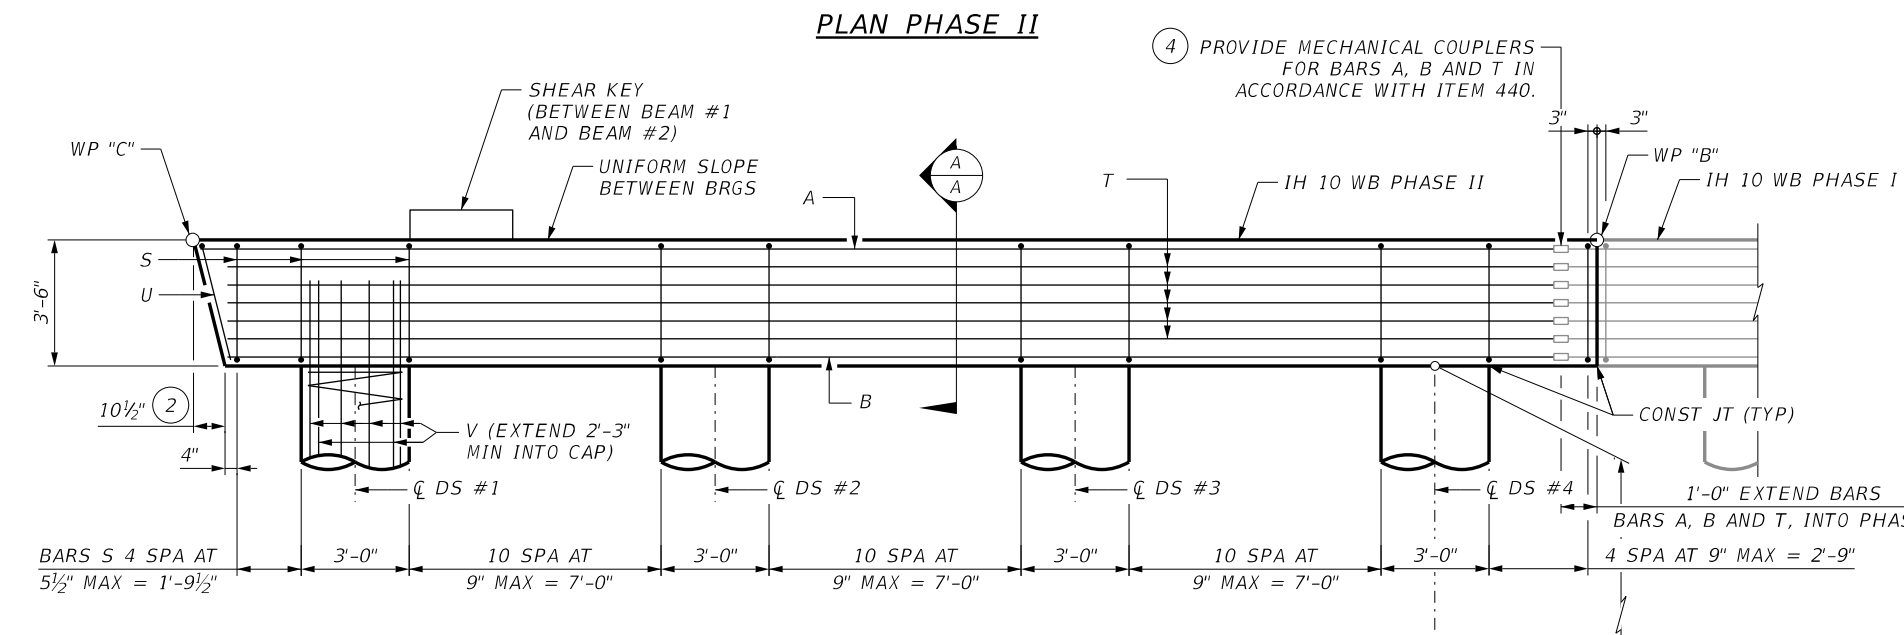 PLAN PHASE II
4 PROVIDE MECHANICAL COUPLERS
FOR BARS A, B AND T IN
ACCORDANCE WITH ITEM 440.
SHEAR KEY
(BETWEEN BEAM #1
AND BEAM #2)
3" 3"
WP "C"
UNIFORM SLOPE
BETWEEN BRGS
A
A
WP "B"
T
IH 10 WB PHASE II
IH 10 WB PHASE I
A
S
U
3'-6"
10½" 2
B
CONST JT (TYP)
V (EXTEND 2'-3"
MIN INTO CAP)
4"
℄ DS #1
℄ DS #2
℄ DS #3
℄ DS #4
1'-0" EXTEND BARS
BARS A, B AND T, INTO PHAS
BARS S 4 SPA AT
5½" MAX = 1'-9½"
3'-0"
10 SPA AT
9" MAX = 7'-0"
3'-0"
10 SPA AT
9" MAX = 7'-0"
3'-0"
10 SPA AT
9" MAX = 7'-0"
3'-0"
4 SPA AT 9" MAX = 2'-9"